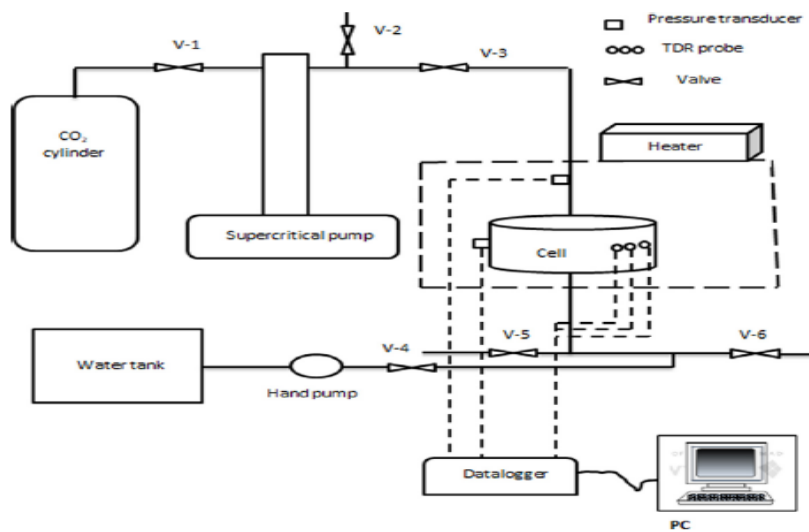 Pressure transducer
V-2
V-1
V-3
TDR probe
Valve
CO₂
cylinder
Heater
Supercritical pump
Cell
V-5
V-6
Water tank
V-4
Hand pump
Datalogger
PC